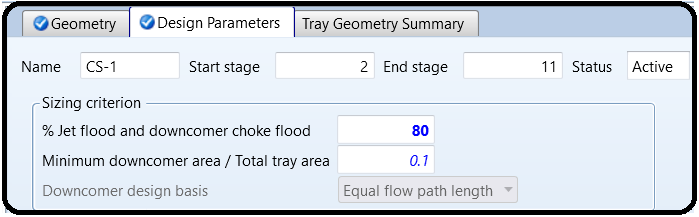 Geometry Design Parameters Tray Geometry Summary
Name CS-1 Start stage 2 End stage 11 Status Active
Sizing criterion
% Jet flood and downcomer choke flood 80
Minimum downcomer area / Total tray area 0.1
Downcomer design basis Equal flow path length